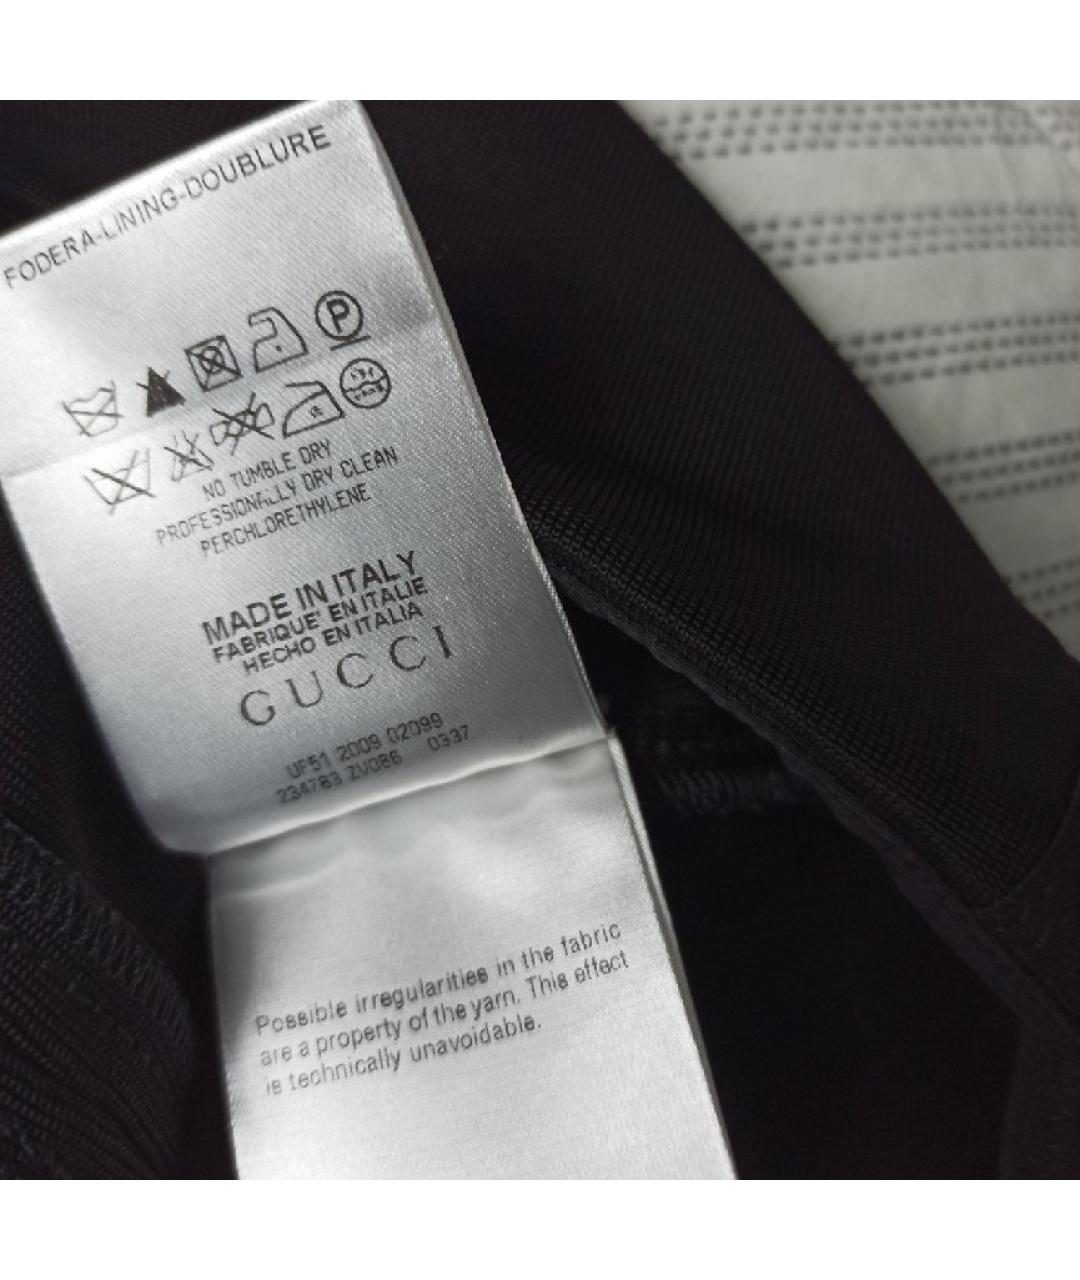 FODERA-LINING-DOUBLURE
P
NO TUMBLE DRY
PROFESSIONALLY DRY CLEAN
PERCHLORETHYLENE
MADE IN ITALY
FABRIQUE' EN ITALIE
HECHO EN ITALIA
GUCCI
UF51 2009 02099
234783 ZV086 0337
Possible irregularities in the fabric
are a property of the yarn. This effect
is technically unavoidable.